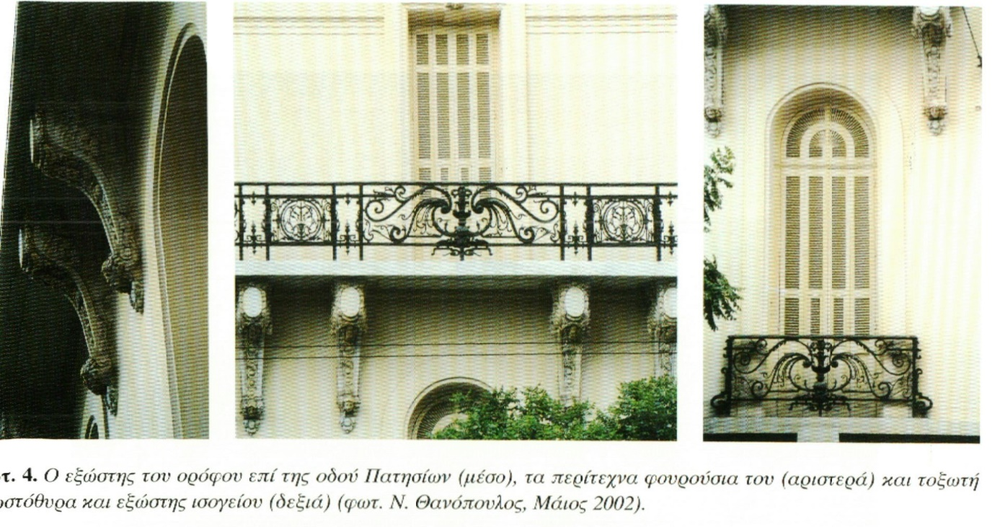 τ. 4. Ο εξώστης του ορόφου επί της οδού Πατησίων (μέσο), τα περίτεχνα φουρούσια του (αριστερά) και τοξωτή
ωστόθυρα και εξώστης ισογείου (δεξιά) (φωτ. Ν. Θανόπουλος, Μάιος 2002).